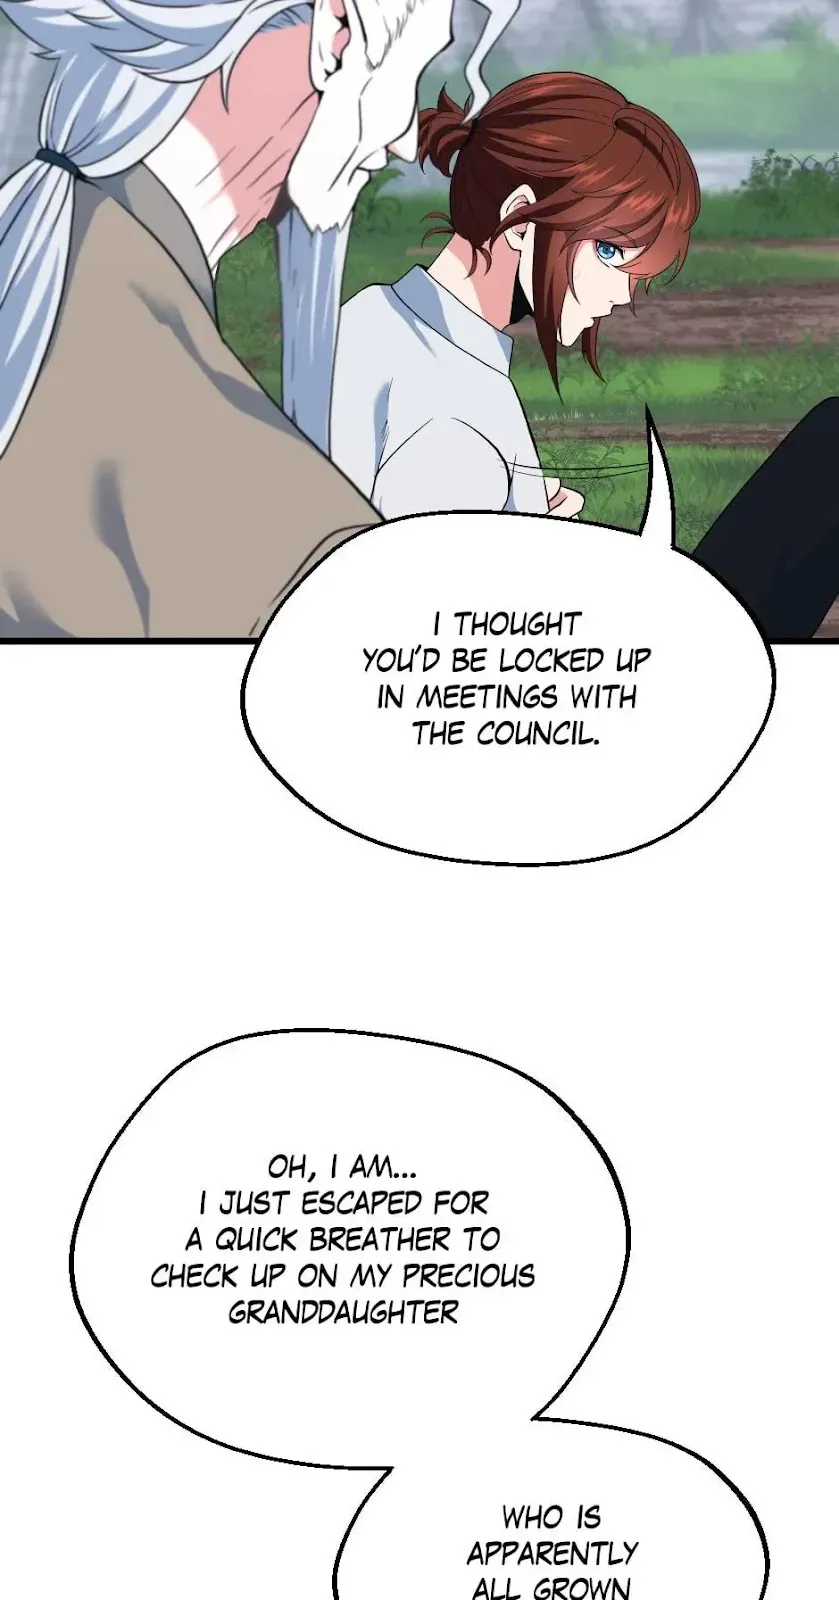 I THOUGHT
YOU'D BE LOCKED UP
IN MEETINGS WITH
THE COUNCIL.
OH, I AM...
I JUST ESCAPED FOR
A QUICK BREATHER TO
CHECK UP ON MY PRECIOUS
GRANDDAUGHTER
WHO IS
APPARENTLY
ALL GROWN